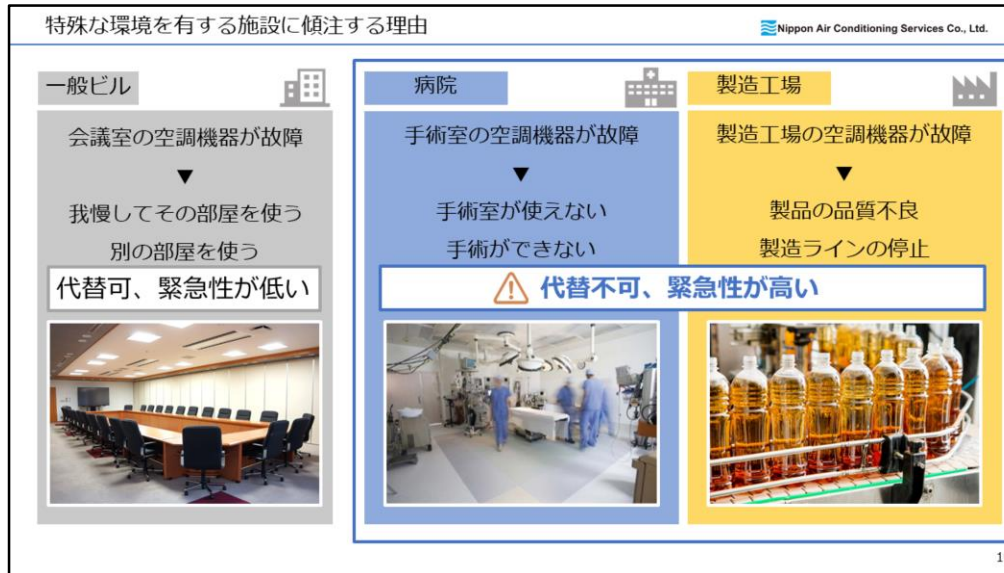 特殊な環境を有する施設に傾注する理由
Nippon Air Conditioning Services Co., Ltd.
一般ビル
会議室の空調機器が故障
▼
我慢してその部屋を使う
別の部屋を使う
代替可、緊急性が低い
病院
手術室の空調機器が故障
▼
手術室が使えない
手術ができない
製造工場
製造工場の空調機器が故障
▼
製品の品質不良
製造ラインの停止
代替不可、緊急性が高い